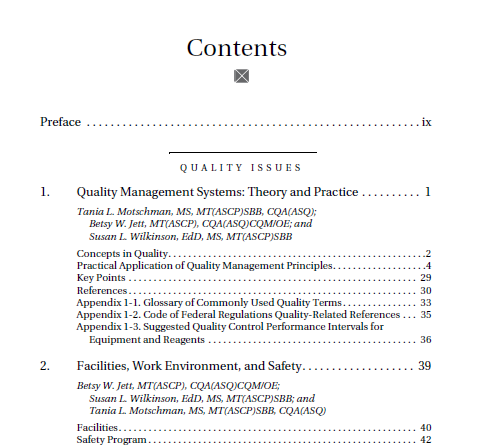 Contents
Preface . . . . . . . . . . . . . . . . . . . . . . . . . . . . . . . . . . . . . . . . . . . . . . . . . . . . . . . . . . . . . . . ix
QUALITY ISSUES
1. Quality Management Systems: Theory and Practice . . . . . . . . . . 1
Tania L. Motschman, MS, MT(ASCP)SBB, CQA(ASQ);
Betsy W. Jett, MT(ASCP), CQA(ASQ)CQM/OE; and
Susan L. Wilkinson, EdD, MS, MT(ASCP)SBB
Concepts in Quality. . . . . . . . . . . . . . . . . . . . . . . . . . . . . . . . . . . . . . . . . . . . . .2
Practical Application of Quality Management Principles. . . . . . . . . . . . . . . . .4
Key Points . . . . . . . . . . . . . . . . . . . . . . . . . . . . . . . . . . . . . . . . . . . . . . . . . . . . 29
References. . . . . . . . . . . . . . . . . . . . . . . . . . . . . . . . . . . . . . . . . . . . . . . . . . . . 30
Appendix 1-1. Glossary of Commonly Used Quality Terms. . . . . . . . . . . . . 33
Appendix 1-2. Code of Federal Regulations Quality-Related References . . . 35
Appendix 1-3. Suggested Quality Control Performance Intervals for
Equipment and Reagents . . . . . . . . . . . . . . . . . . . . . . . . . . . . . . . . . . . . . 36
2. Facilities, Work Environment, and Safety. . . . . . . . . . . . . . . . . . . 39
Betsy W. Jett, MT(ASCP), CQA(ASQ)CQM/OE;
Susan L. Wilkinson, EdD, MS, MT(ASCP)SBB; and
Tania L. Motschman, MS, MT(ASCP)SBB, CQA(ASQ)
Facilities. . . . . . . . . . . . . . . . . . . . . . . . . . . . . . . . . . . . . . . . . . . . . . . . . . . . . . 40
Safety Program . . . . . . . . . . . . . . . . . . . . . . . . . . . . . . . . . . . . . . . . . . . . . . . . 42